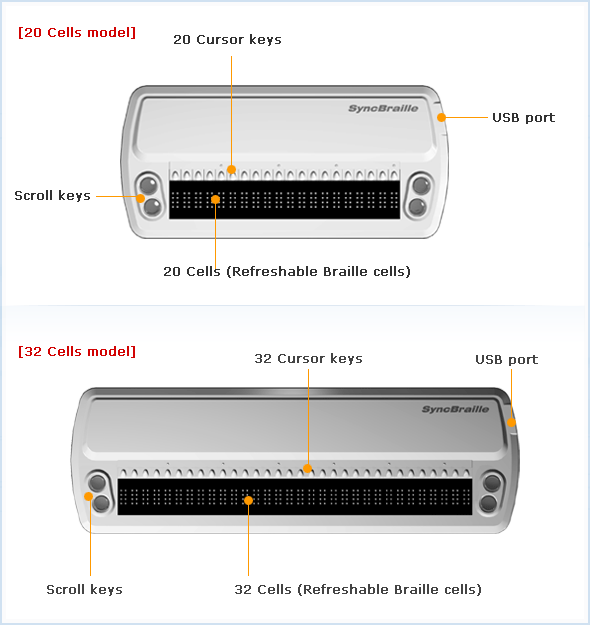 [20 Cells model]
20 Cursor keys
SyncBraille
USB port
Scroll keys
20 Cells (Refreshable Braille cells)
[32 Cells model]
32 Cursor keys
USB port
SyncBraille
Scroll keys
32 Cells (Refreshable Braille cells)